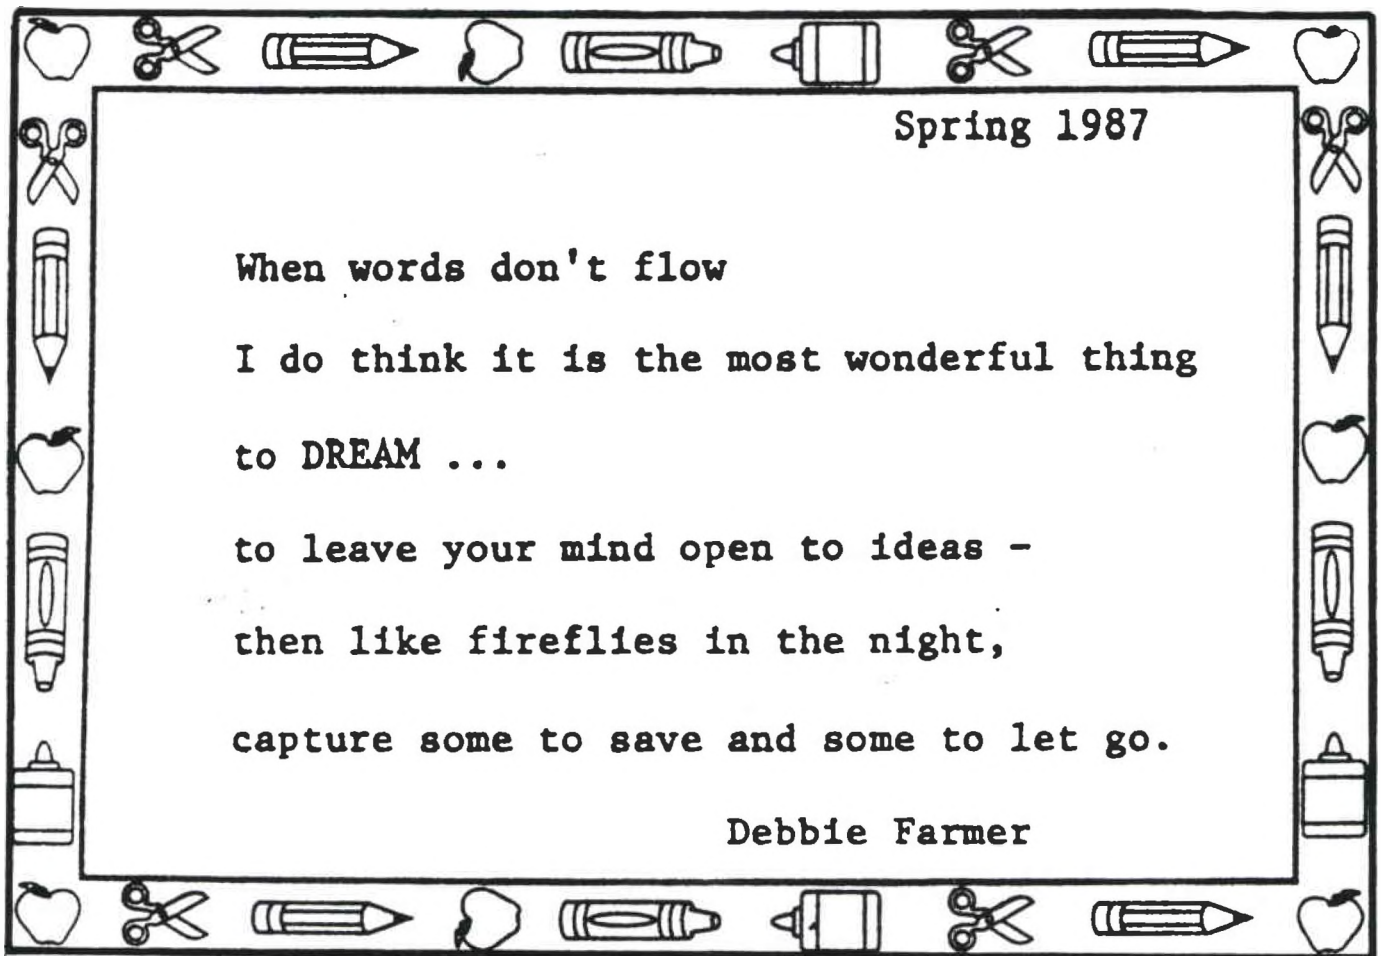 Spring 1987
When words don't flow
I do think it is the most wonderful thing
to DREAM ...
to leave your mind open to ideas -
then like fireflies in the night,
capture some to save and some to let go.
Debbie Farmer